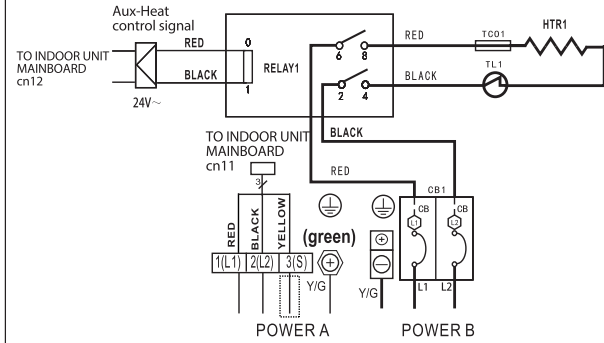 Aux-Heat
control signal
TO INDOOR UNIT
MAINBOARD
cn12
RED
BLACK
24V~
0
1
RELAY1
6 8
2 4
RED
TCO1
HTR1
BLACK
TL1
TO INDOOR UNIT
MAINBOARD
cn11
3
BLACK
RED
CB1
CB
CB
L1
L2
RED
BLACK
YELLOW
(green)
1(L1) 2(L2) 3(S)
Y/G
Y/G
L1
L2
POWER A
POWER B